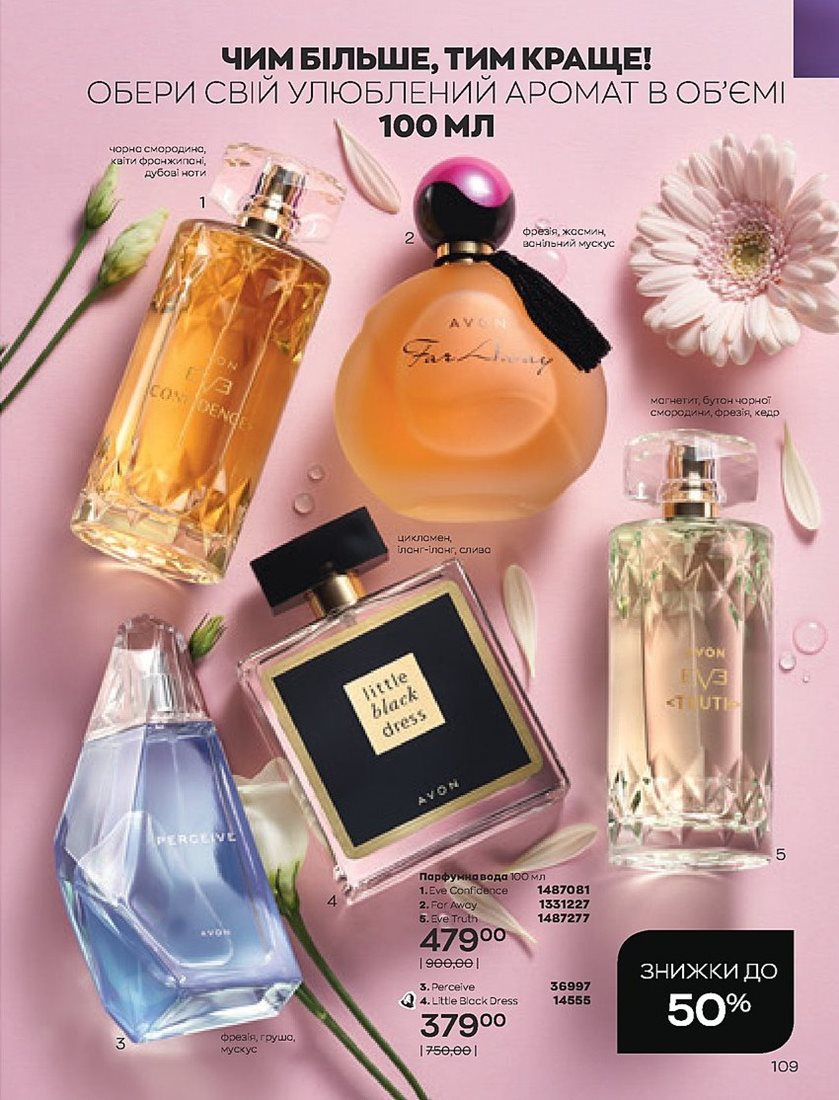 ЧИМ БІЛЬШЕ, ТИМ КРАЩЕ!
ОБЕРИ СВІЙ УЛЮБЛЕНИЙ АРОМАТ В ОБ'ЄМІ
100 МЛ
чорна смородина,
квіти франжипані,
дубові ноти
1
2
фрезія, жасмин,
ванільний мускус
AVON
Far Away
AVON
EVE
CONFIDENCE
магнетит, бутон чорної
смородини, фрезія, кедр
цикламен,
іланг-іланг, слива
little
black
dress
AVON
AVON
EVE
<TRUTH>
PERCEIVE
AVON
5
4
Парфумна вода 100 мл
1. Eve Confidence 1487081
2. Far Away 1331227
5. Eve Truth 1487277
479⁰⁰
| 900,00 |
3. Perceive 36997
4. Little Black Dress 14555
379⁰⁰
| 750,00 |
ЗНИЖКИ ДО
50%
3
фрезія, груша,
мускус
109